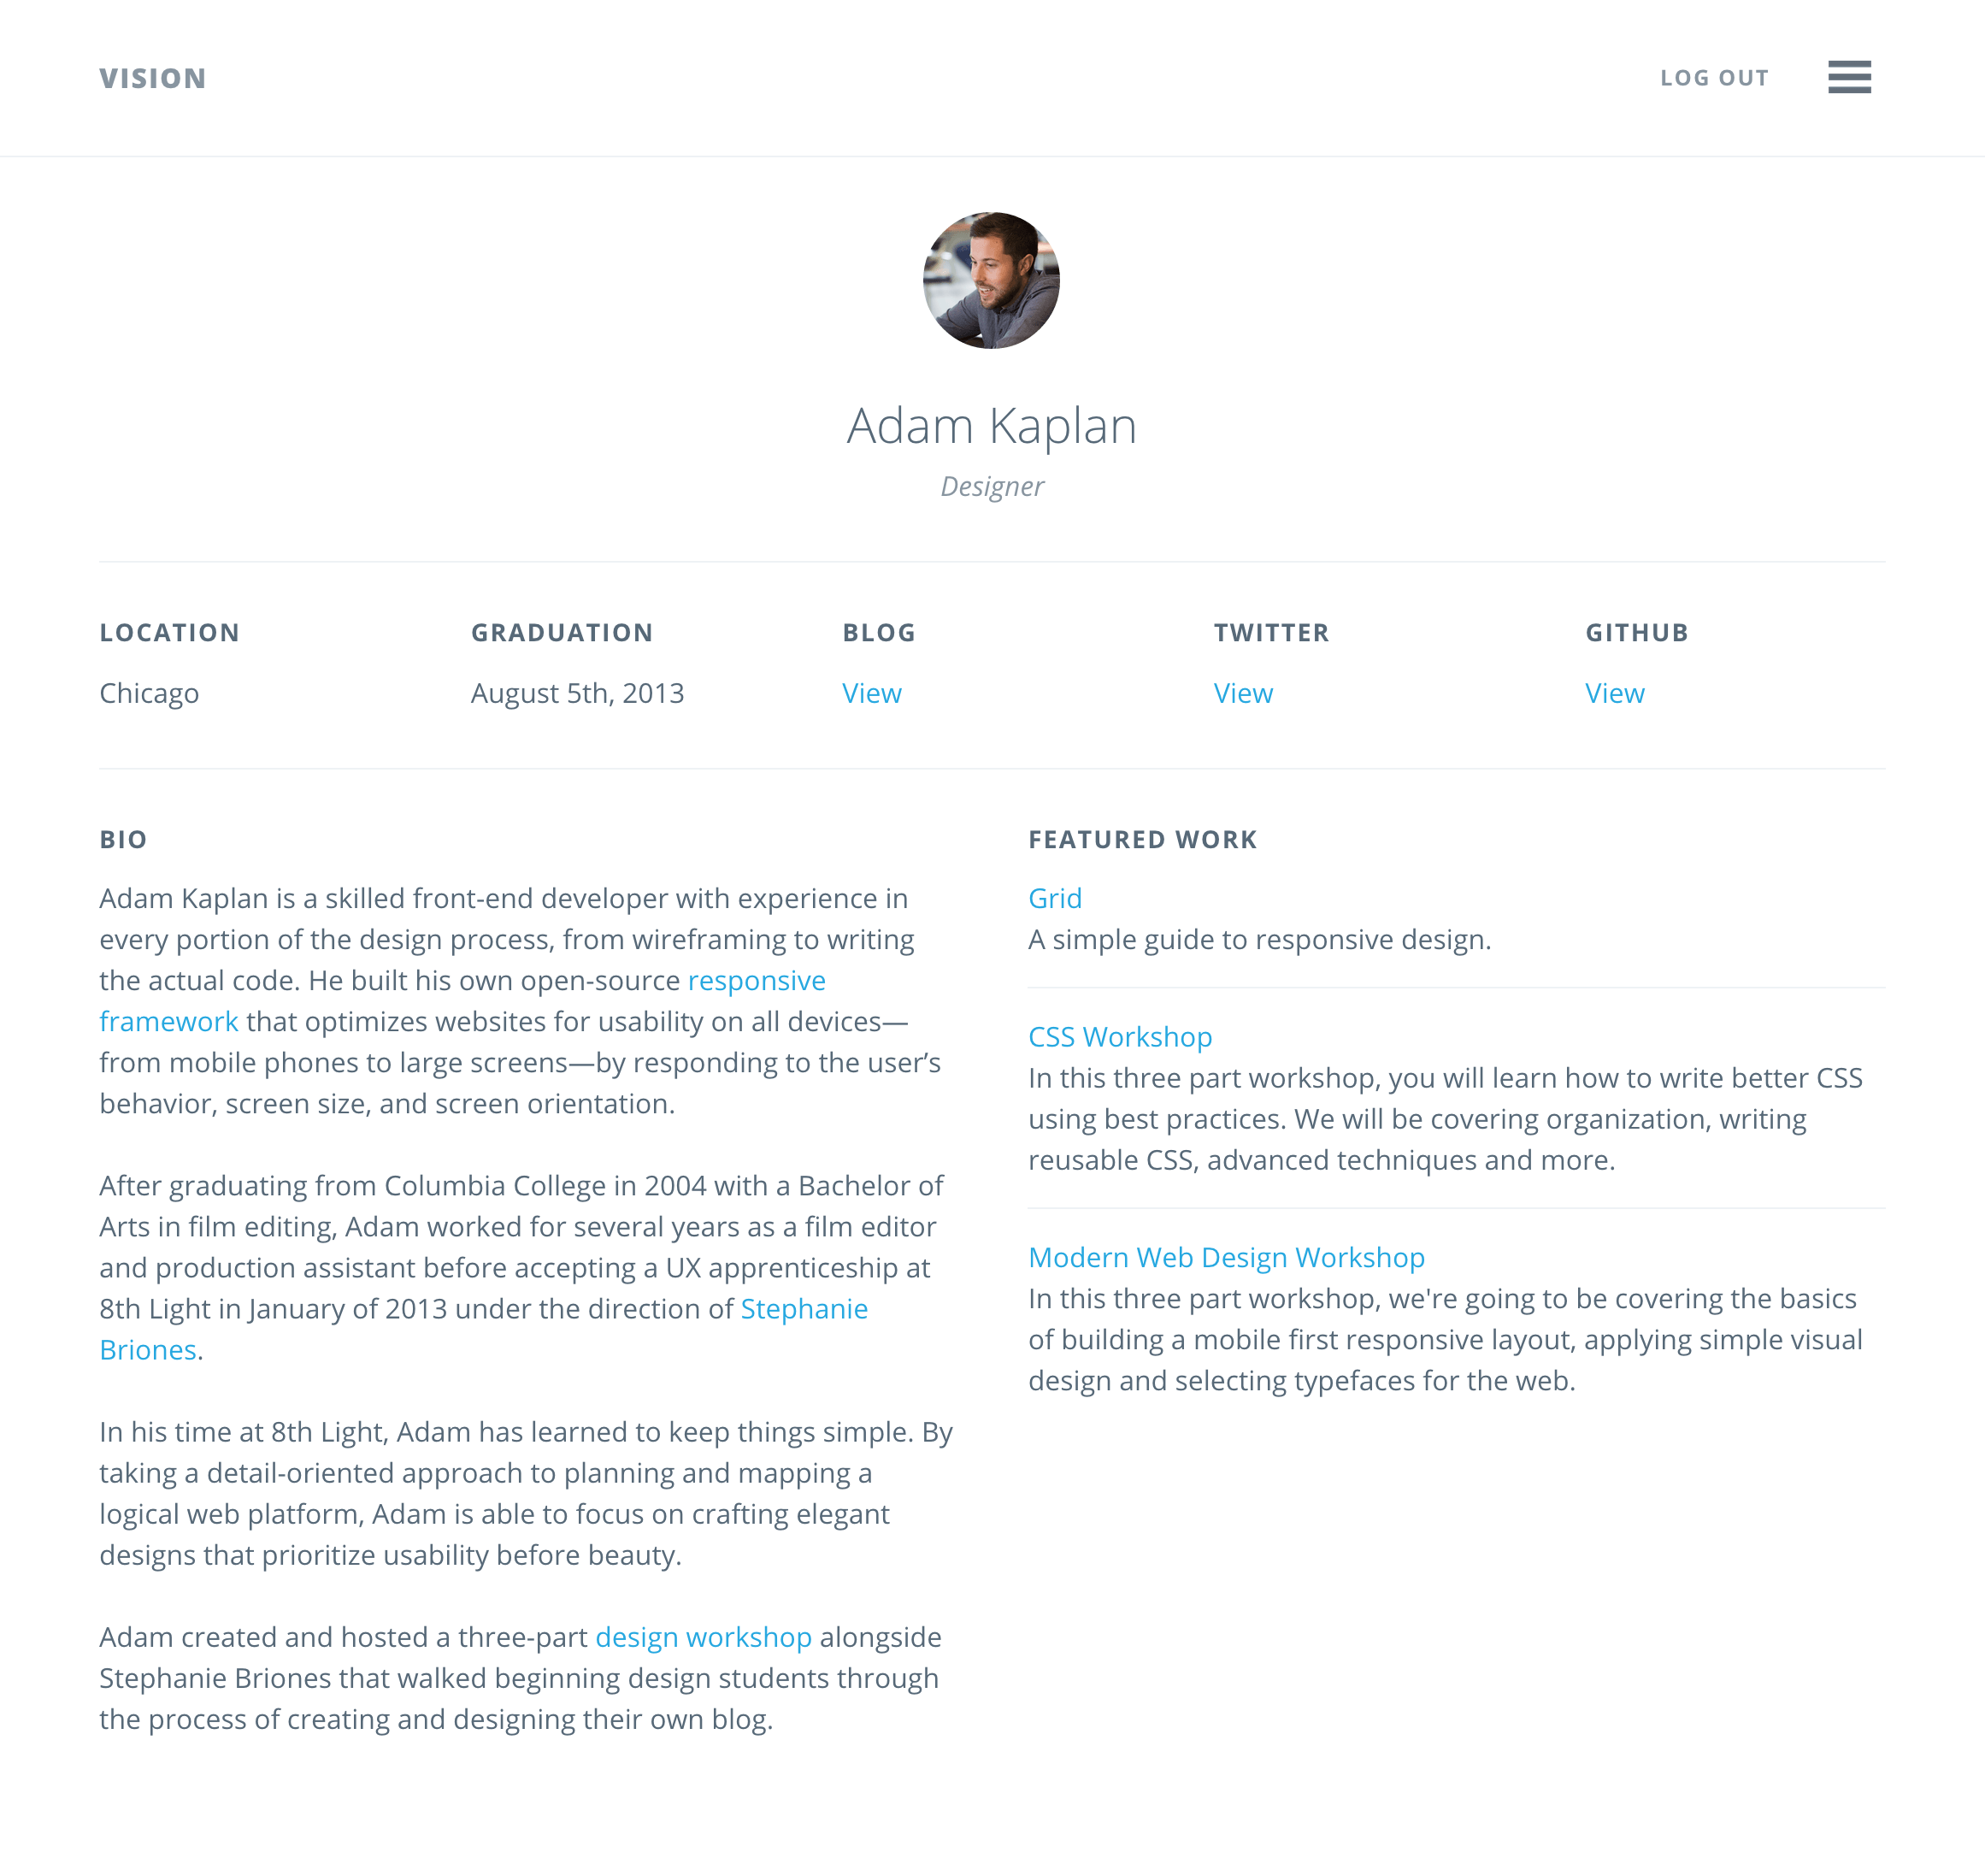 VISION
LOG OUT
Adam Kaplan
Designer
LOCATION
Chicago
GRADUATION
August 5th, 2013
BLOG
View
TWITTER
View
GITHUB
View
BIO
Adam Kaplan is a skilled front-end developer with experience in
every portion of the design process, from wireframing to writing
the actual code. He built his own open-source responsive
framework that optimizes websites for usability on all devices—
from mobile phones to large screens—by responding to the user’s
behavior, screen size, and screen orientation.
After graduating from Columbia College in 2004 with a Bachelor of
Arts in film editing, Adam worked for several years as a film editor
and production assistant before accepting a UX apprenticeship at
8th Light in January of 2013 under the direction of Stephanie
Briones.
In his time at 8th Light, Adam has learned to keep things simple. By
taking a detail-oriented approach to planning and mapping a
logical web platform, Adam is able to focus on crafting elegant
designs that prioritize usability before beauty.
Adam created and hosted a three-part design workshop alongside
Stephanie Briones that walked beginning design students through
the process of creating and designing their own blog.
FEATURED WORK
Grid
A simple guide to responsive design.
CSS Workshop
In this three part workshop, you will learn how to write better CSS
using best practices. We will be covering organization, writing
reusable CSS, advanced techniques and more.
Modern Web Design Workshop
In this three part workshop, we're going to be covering the basics
of building a mobile first responsive layout, applying simple visual
design and selecting typefaces for the web.